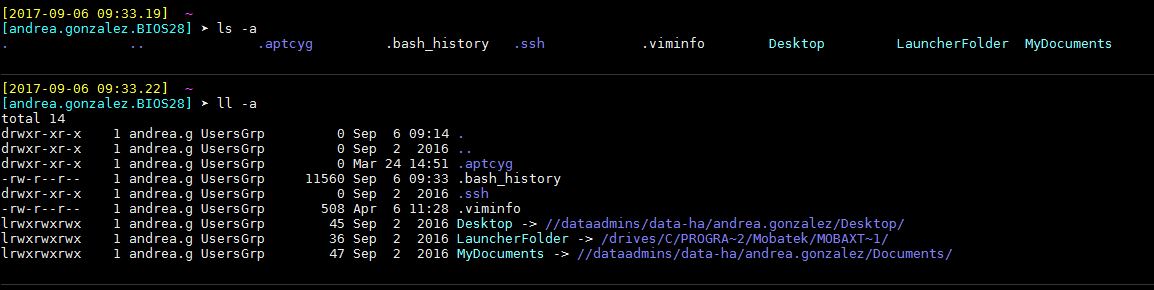 [2017-09-06 09:33.19]  ~
[andrea.gonzalez.BIOS28] ➤ ls -a
.               ..              .aptcyg         .bash_history   .ssh            .viminfo        Desktop         LauncherFolder  MyDocuments
[2017-09-06 09:33.22]  ~
[andrea.gonzalez.BIOS28] ➤ ll -a
total 14
drwxr-xr-x    1 andrea.g UsersGrp         0 Sep  6 09:14 .
drwxr-xr-x    1 andrea.g UsersGrp         0 Sep  2  2016 ..
drwxr-xr-x    1 andrea.g UsersGrp         0 Mar 24 14:51 .aptcyg
-rw-r--r--    1 andrea.g UsersGrp     11560 Sep  6 09:33 .bash_history
drwxr-xr-x    1 andrea.g UsersGrp         0 Sep  2  2016 .ssh
-rw-r--r--    1 andrea.g UsersGrp       508 Apr  6 11:28 .viminfo
lrwxrwxrwx    1 andrea.g UsersGrp        45 Sep  2  2016 Desktop -> //dataadmins/data-ha/andrea.gonzalez/Desktop/
lrwxrwxrwx    1 andrea.g UsersGrp        36 Sep  2  2016 LauncherFolder -> /drives/C/PROGRA~2/Mobatek/MOBAXT~1/
lrwxrwxrwx    1 andrea.g UsersGrp        47 Sep  2  2016 MyDocuments -> //dataadmins/data-ha/andrea.gonzalez/Documents/